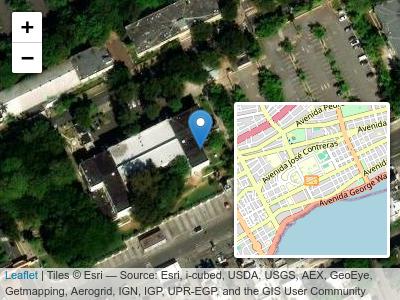 +
−
Avenida Pe
Avenida José Contreras
Avenida George Wa
Leaflet | Tiles © Esri — Source: Esri, i-cubed, USDA, USGS, AEX, GeoEye,
Getmapping, Aerogrid, IGN, IGP, UPR-EGP, and the GIS User Community